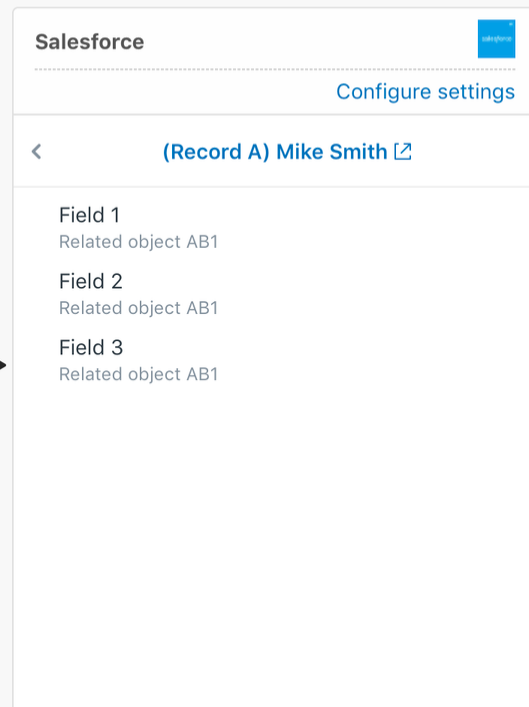 Salesforce
salesforce
Configure settings
(Record A) Mike Smith
Field 1
Related object AB1
Field 2
Related object AB1
Field 3
Related object AB1